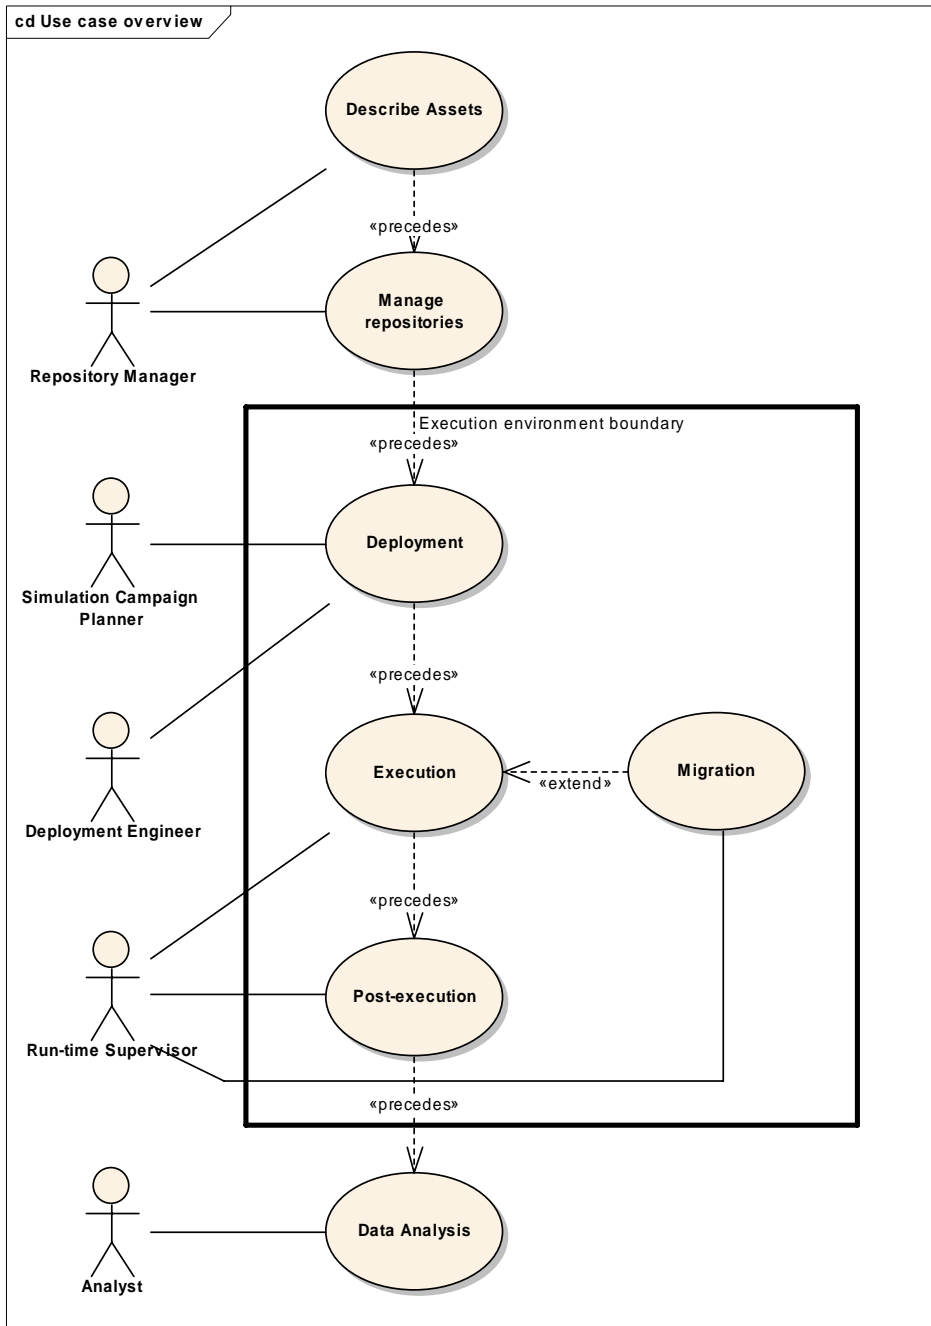 cd Use case overview
Describe Assets
«precedes»
Manage
repositories
Repository Manager
Execution environment boundary
«precedes»
Deployment
Simulation Campaign
Planner
«precedes»
Execution
Migration
«extend»
Deployment Engineer
«precedes»
Post-execution
Run-time Supervisor
«precedes»
Data Analysis
Analyst